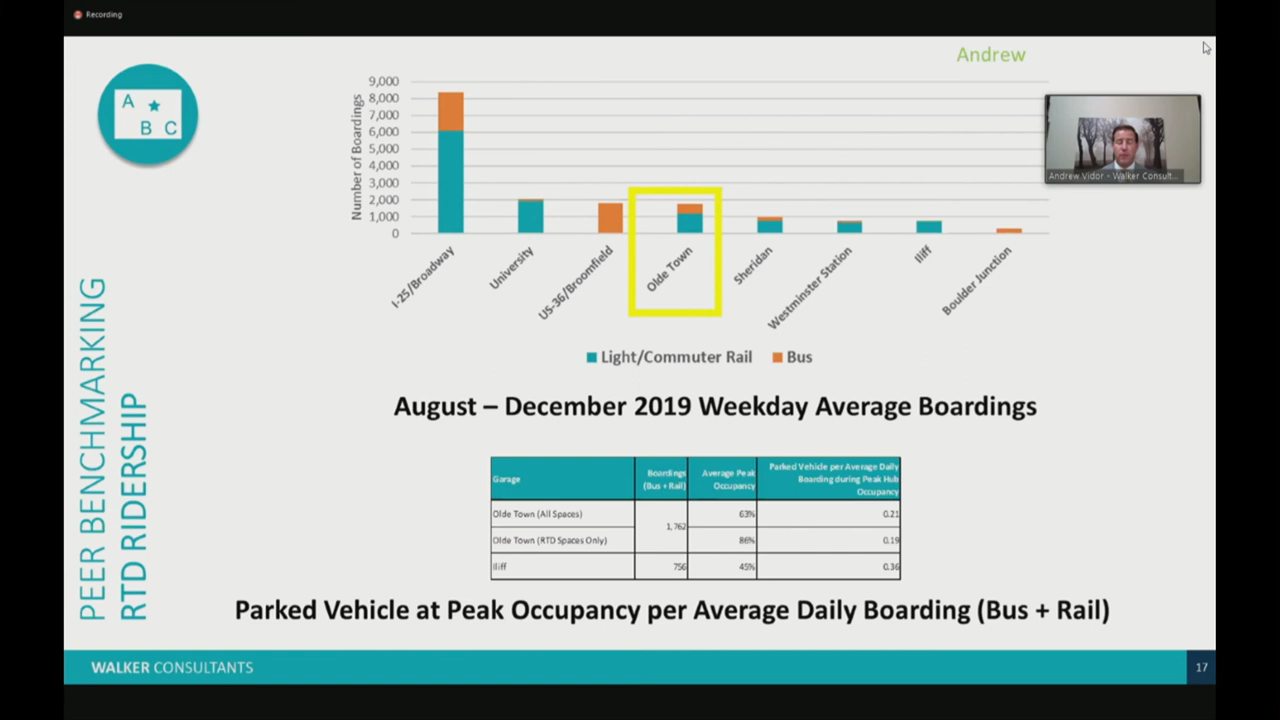 Recording
Andrew
A
B C
Andrew Vidor - Walker Consult...
PEER BENCHMARKING
RTD RIDERSHIP
Number of Boardings
9,000
8,000
7,000
6,000
5,000
4,000
3,000
2,000
1,000
0
I-25/Broadway
University
US-36/Broomfield
Olde Town
Sheridan
Westminster Station
Iliff
Boulder Junction
Light/Commuter Rail Bus
August – December 2019 Weekday Average Boardings
Garage
Boardings
(Bus + Rail)
Average Peak
Occupancy
Parked Vehicle per Average Daily
Boarding during Peak Hub
Occupancy
Olde Town (All Spaces) 63% 0.21
1,762
Olde Town (RTD Spaces Only) 86% 0.19
Iliff 756 45% 0.36
Parked Vehicle at Peak Occupancy per Average Daily Boarding (Bus + Rail)
WALKER CONSULTANTS
17